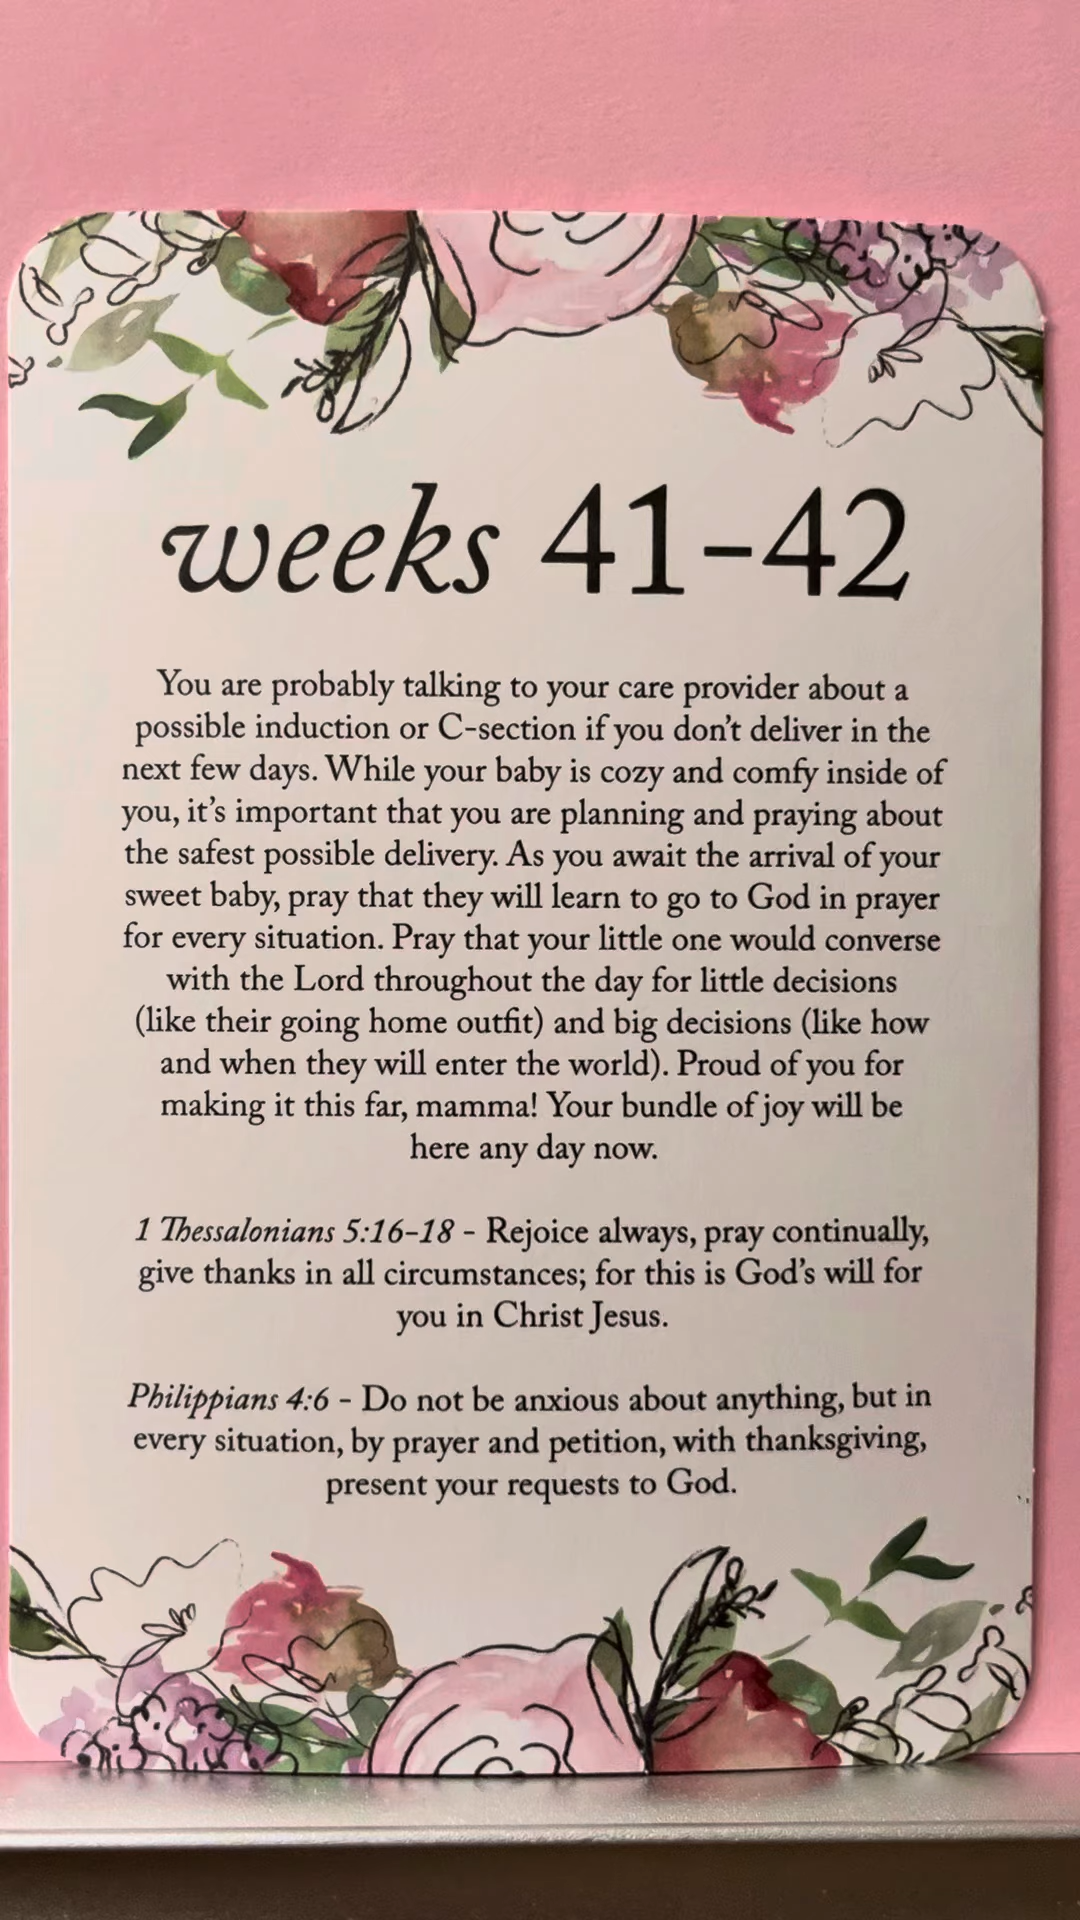 weeks 41-42
You are probably talking to your care provider about a
possible induction or C-section if you don't deliver in the
next few days. While your baby is cozy and comfy inside of
you, it's important that you are planning and praying about
the safest possible delivery. As you await the arrival of your
sweet baby, pray that they will learn to go to God in prayer
for every situation. Pray that your little one would converse
with the Lord throughout the day for little decisions
(like their going home outfit) and big decisions (like how
and when they will enter the world). Proud of you for
making it this far, mamma! Your bundle of joy will be
here any day now.
1 Thessalonians 5:16-18 - Rejoice always, pray continually,
give thanks in all circumstances; for this is God's will for
you in Christ Jesus.
Philippians 4:6 - Do not be anxious about anything, but in
every situation, by prayer and petition, with thanksgiving,
present your requests to God.